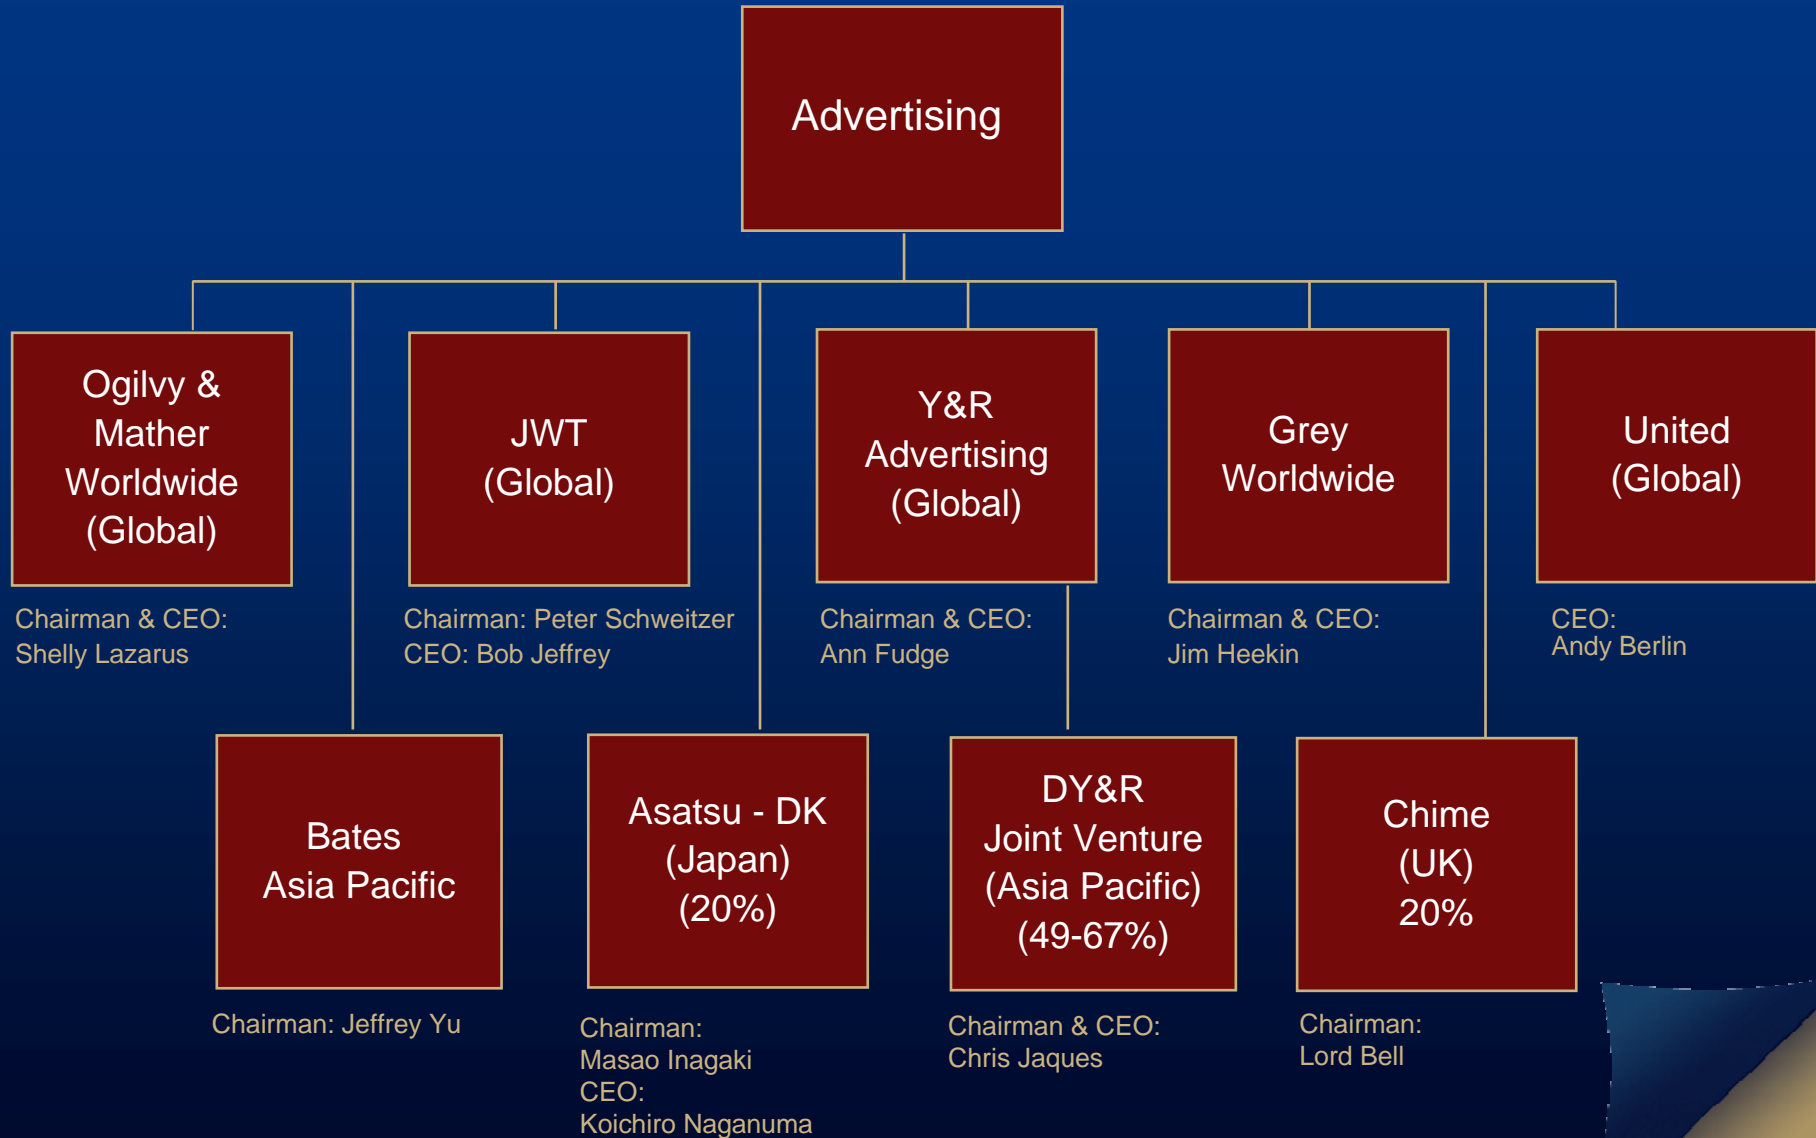 Advertising
Ogilvy &
Mather
Worldwide
(Global)
Chairman & CEO:
Shelly Lazarus
JWT
(Global)
Chairman: Peter Schweitzer
CEO: Bob Jeffrey
Y&R
Advertising
(Global)
Chairman & CEO:
Ann Fudge
Grey
Worldwide
Chairman & CEO:
Jim Heekin
United
(Global)
CEO:
Andy Berlin
Bates
Asia Pacific
Chairman: Jeffrey Yu
Asatsu - DK
(Japan)
(20%)
Chairman:
Masao Inagaki
CEO:
Koichiro Naganuma
DY&R
Joint Venture
(Asia Pacific)
(49-67%)
Chairman & CEO:
Chris Jaques
Chime
(UK)
20%
Chairman:
Lord Bell